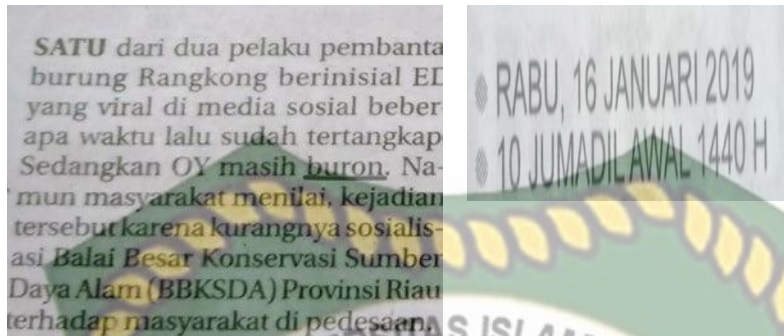 SATU dari dua pelaku pembanta
burung Rangkong berinisial ED
yang viral di media sosial beber
apa waktu lalu sudah tertangkap
Sedangkan OY masih buron. Na-
mun masyarakat menilai, kejadian
tersebut karena kurangnya sosialis-
asi Balai Besar Konservasi Sumber
Daya Alam (BBKSDA) Provinsi Riau
terhadap masyarakat di pedesaan.
RABU, 16 JANUARI 2019
10 JUMADIL AWAL 1440 H